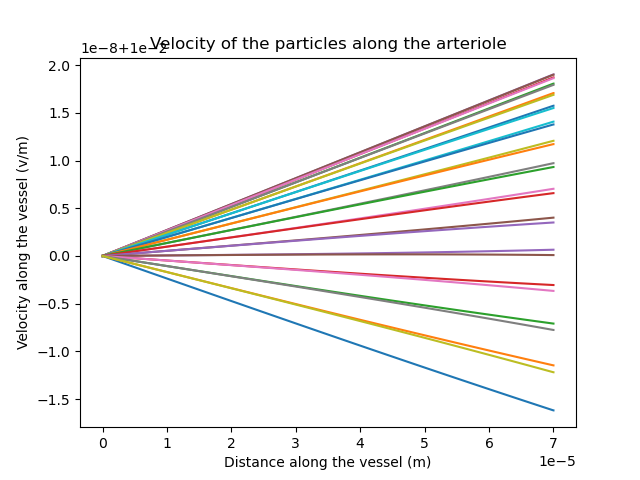 Velocity of the particles along the arteriole
1e−8+1e−2
2.0
1.5
1.0
0.5
0.0
−0.5
−1.0
−1.5
Velocity along the vessel (v/m)
0 1 2 3 4 5 6 7
1e−5
Distance along the vessel (m)